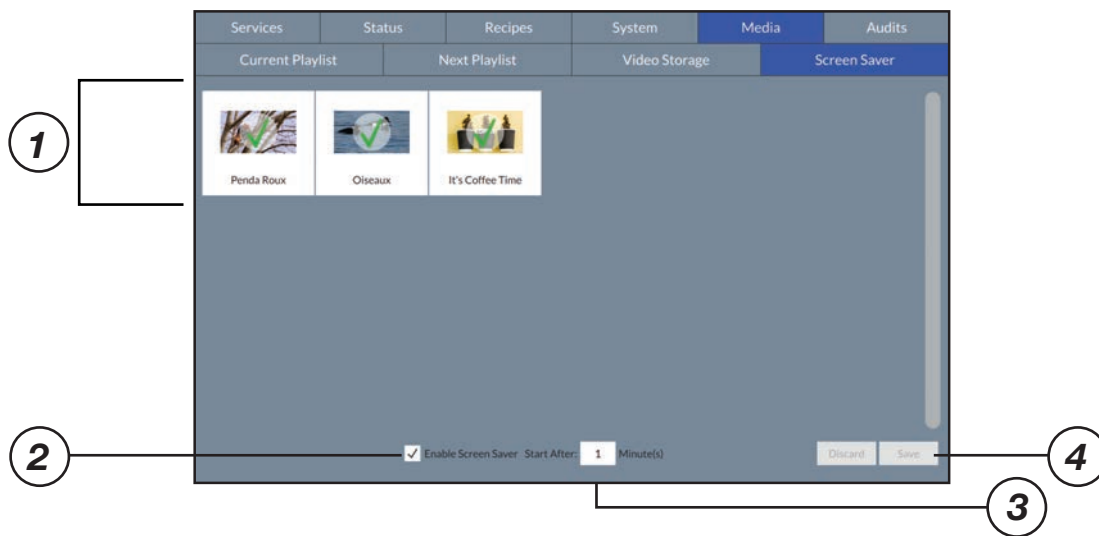 Services Status Recipes System Media Audits
Current Playlist Next Playlist Video Storage Screen Saver
1
Penda Roux Oiseaux It's Coffee Time
2 Enable Screen Saver Start After: 1 Minute(s) Discard Save 4
3